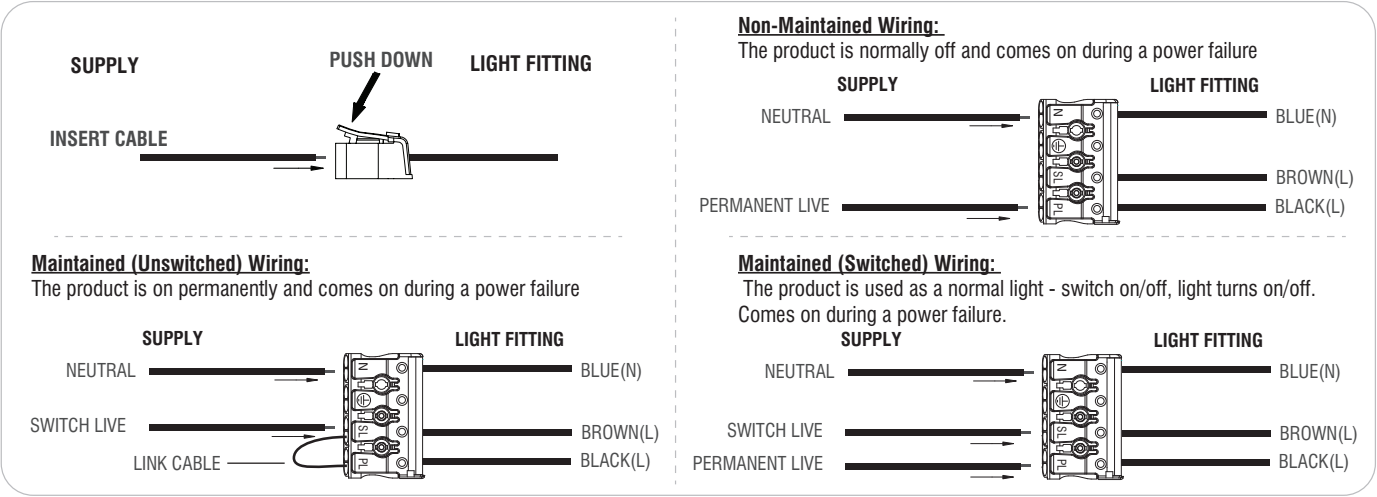 SUPPLY
PUSH DOWN
LIGHT FITTING
INSERT CABLE
Non-Maintained Wiring:
The product is normally off and comes on during a power failure
SUPPLY
LIGHT FITTING
NEUTRAL
N
BLUE(N)
SL
BROWN(L)
PERMANENT LIVE
PL
BLACK(L)
Maintained (Unswitched) Wiring:
The product is on permanently and comes on during a power failure
SUPPLY
LIGHT FITTING
NEUTRAL
N
BLUE(N)
SWITCH LIVE
SL
BROWN(L)
LINK CABLE
PL
BLACK(L)
Maintained (Switched) Wiring:
The product is used as a normal light - switch on/off, light turns on/off.
Comes on during a power failure.
SUPPLY
LIGHT FITTING
NEUTRAL
N
BLUE(N)
SWITCH LIVE
SL
BROWN(L)
PERMANENT LIVE
PL
BLACK(L)